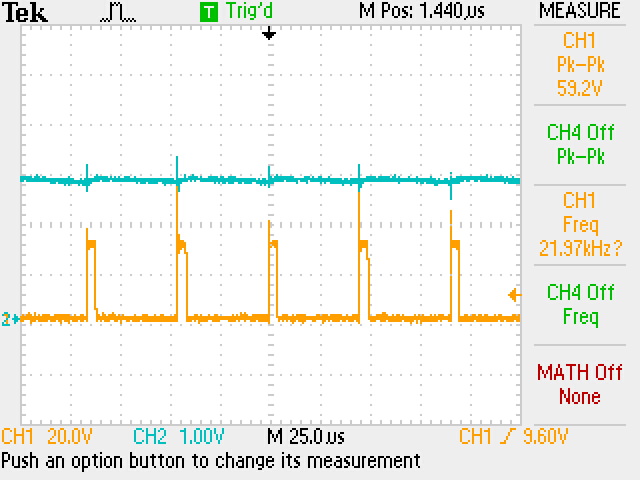 Tek T Trig'd M Pos: 1.440µs MEASURE
CH1
Pk-Pk
59.2V
CH4 Off
Pk-Pk
CH1
Freq
21.97kHz?
CH4 Off
Freq
MATH Off
None
2
CH1 20.0V CH2 1.00V M 25.0µs CH1 9.60V
Push an option button to change its measurement